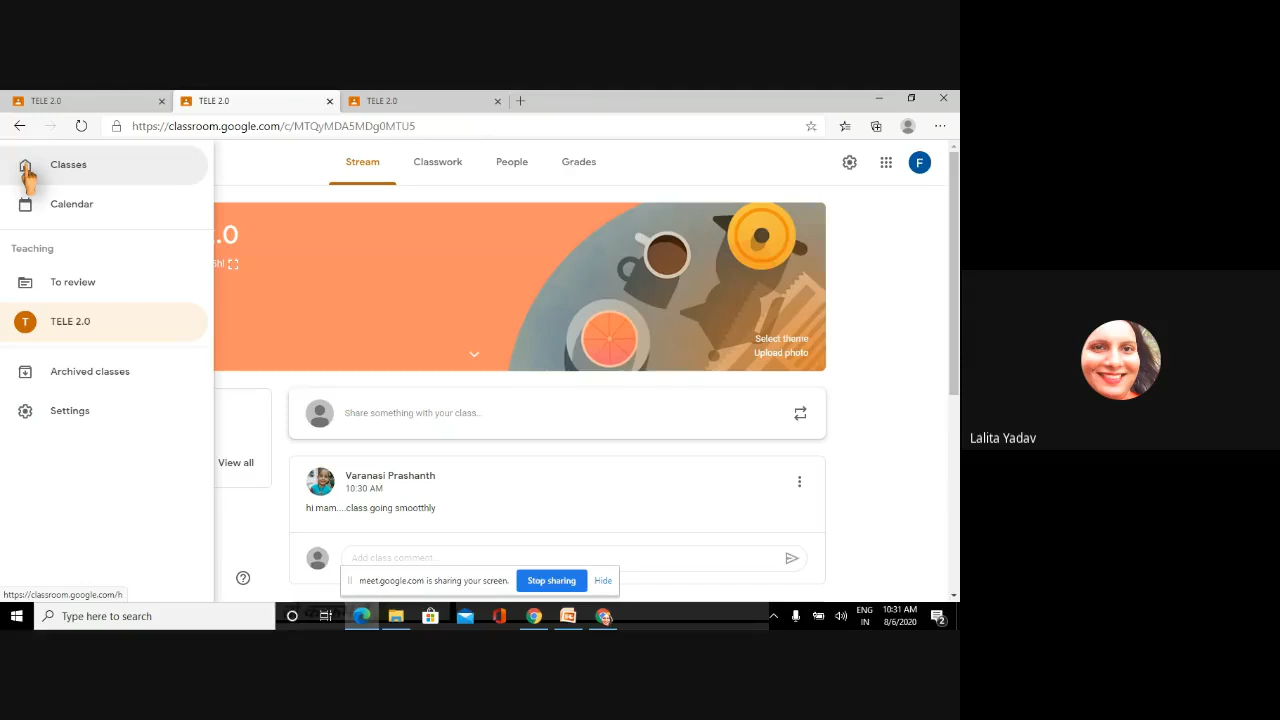 TELE 2.0
TELE 2.0
TELE 2.0
https://classroom.google.com/c/MTQyMDA5MDg0MTU5
Classes
Calendar
Teaching
To review
T TELE 2.0
Archived classes
Settings
Stream Classwork People Grades
F
.0
Select theme
Upload photo
Share something with your class...
View all
Varanasi Prashanth
10:30 AM
hi mam....class going smootthly
Add class comment...
meet.google.com is sharing your screen. Stop sharing Hide
https://classroom.google.com/h
Type here to search
ENG
IN
10:31 AM
8/6/2020
2
Lalita Yadav